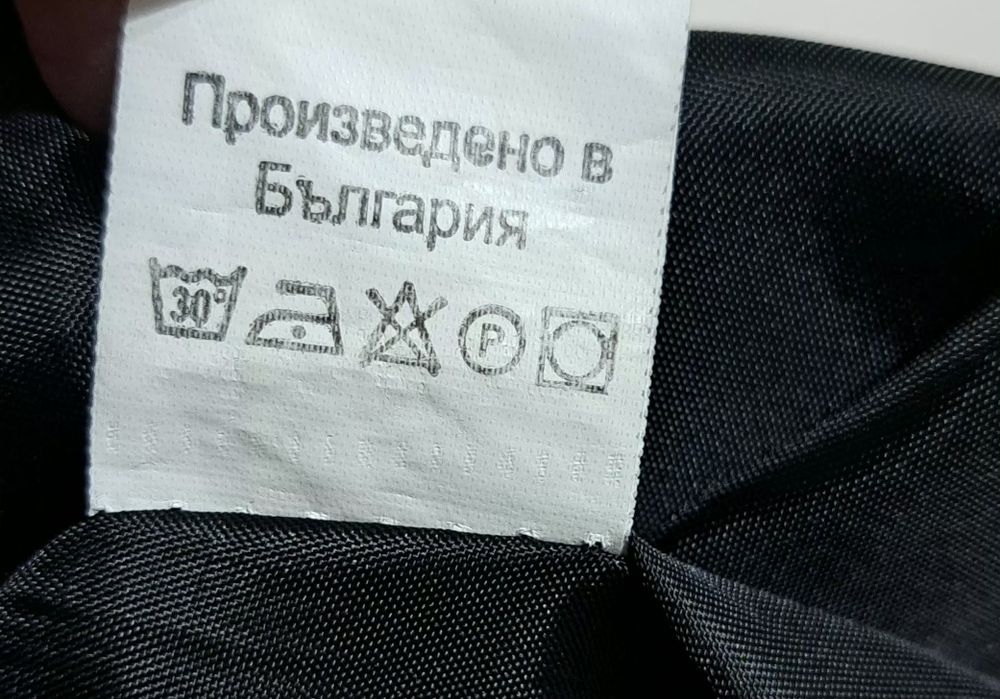 Произведено в
България
30°
P